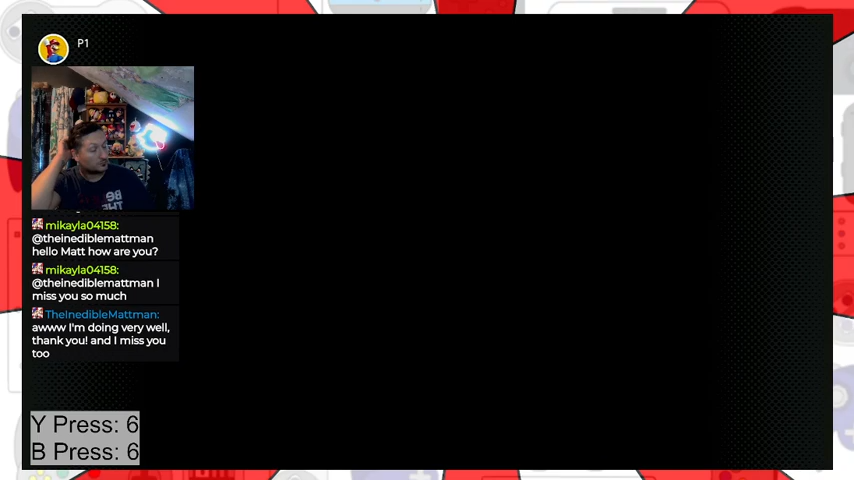 P1
mikayla04158:
@theinediblemattman
hello Matt how are you?
mikayla04158:
@theinediblemattman I
miss you so much
TheInedibleMattman:
awww I'm doing very well,
thank you! and I miss you
too
Y Press: 6
B Press: 6